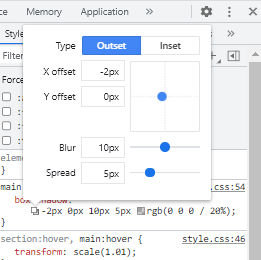 Memory Application »
Style »
Type Outset Inset
Filter
X offset -2px
Force
Y offset 0px
Blur 10px
Spread 5px
elem
main style.css:54
box-shadow:
-2px 0px 10px 5px rgb(0 0 0 / 20%);
}
section:hover, main:hover { style.css:46
transform: scale(1.01);
}